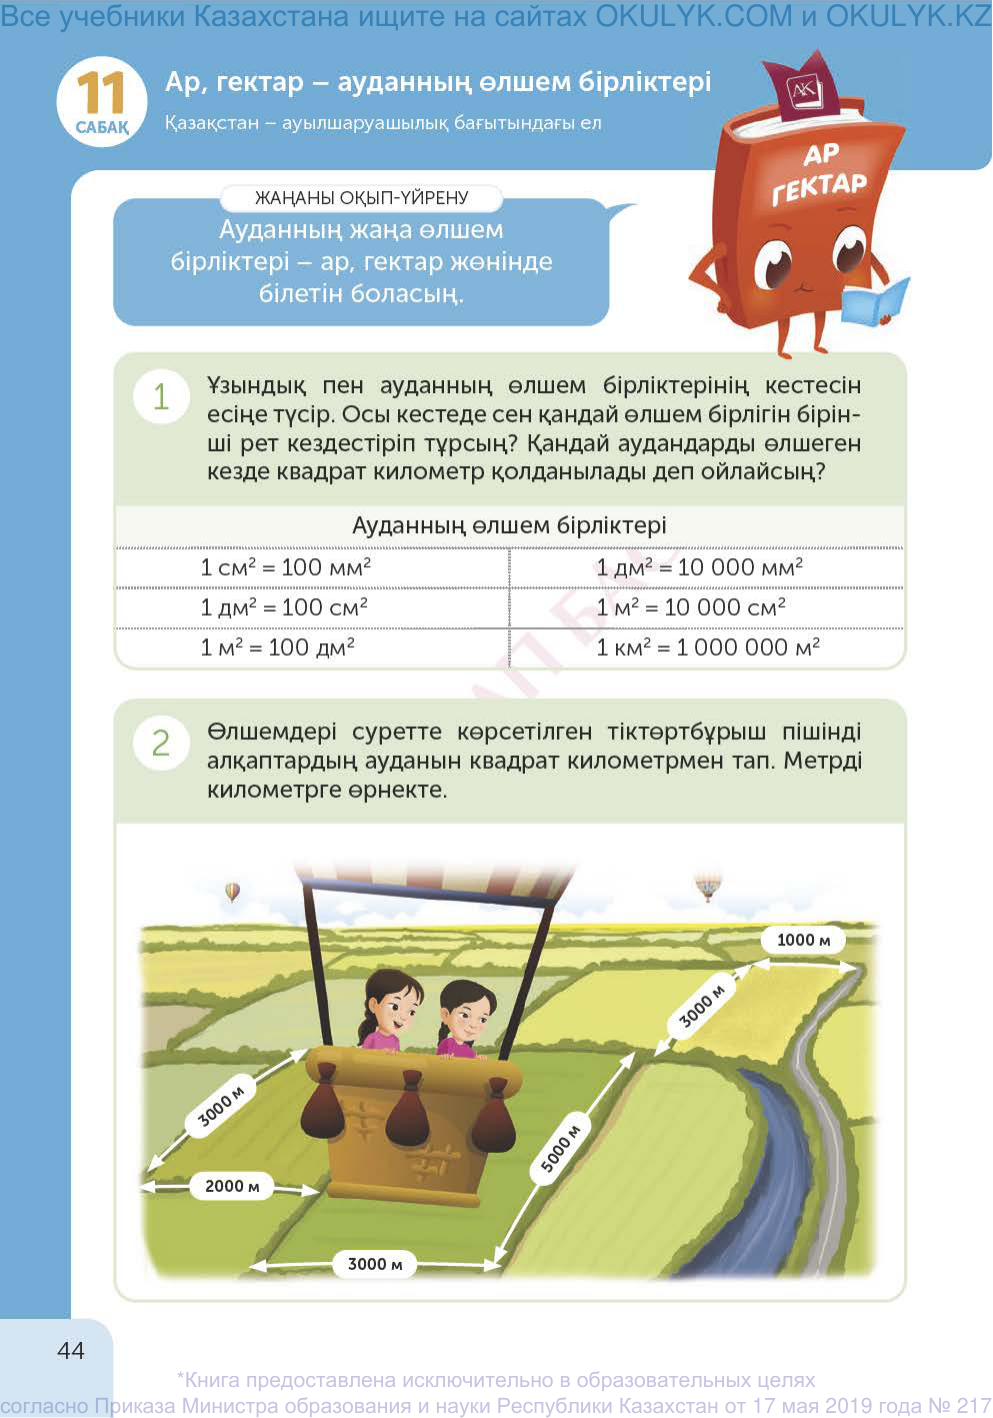 Все учебники Казахстана ищите на сайтах OKULYK.COM и OKULYK.KZ
11
САБАҚ
Ар, гектар – ауданның өлшем бірліктері
Қазақстан – ауылшаруашылық бағытындағы ел
АК
АР
ГЕКТАР
ЖАҢАНЫ ОҚЫП-ҮЙРЕНУ
Ауданның жаңа өлшем
бірліктері – ар, гектар жөнінде
білетін боласың.
1
Ұзындық пен ауданның өлшем бірліктерінің кестесін
есіңе түсір. Осы кестеде сен қандай өлшем бірлігін бірін-
ші рет кездестіріп тұрсың? Қандай аудандарды өлшеген
кезде квадрат километр қолданылады деп ойлайсың?
Ауданның өлшем бірліктері
1 см² = 100 мм²
1 дм² = 10 000 мм²
1 дм² = 100 см²
1 м² = 10 000 см²
1 м² = 100 дм²
1 км² = 1 000 000 м²
2
Өлшемдері суретте көрсетілген тіктөртбұрыш пішінді
алқаптардың ауданын квадрат километрмен тап. Метрді
километрге өрнекте.
1000 м
3000 м
3000 м
5000 м
2000 м
3000 м
44
*Книга предоставлена исключительно в образовательных целях
согласно Приказа Министра образования и науки Республики Казахстан от 17 мая 2019 года № 217